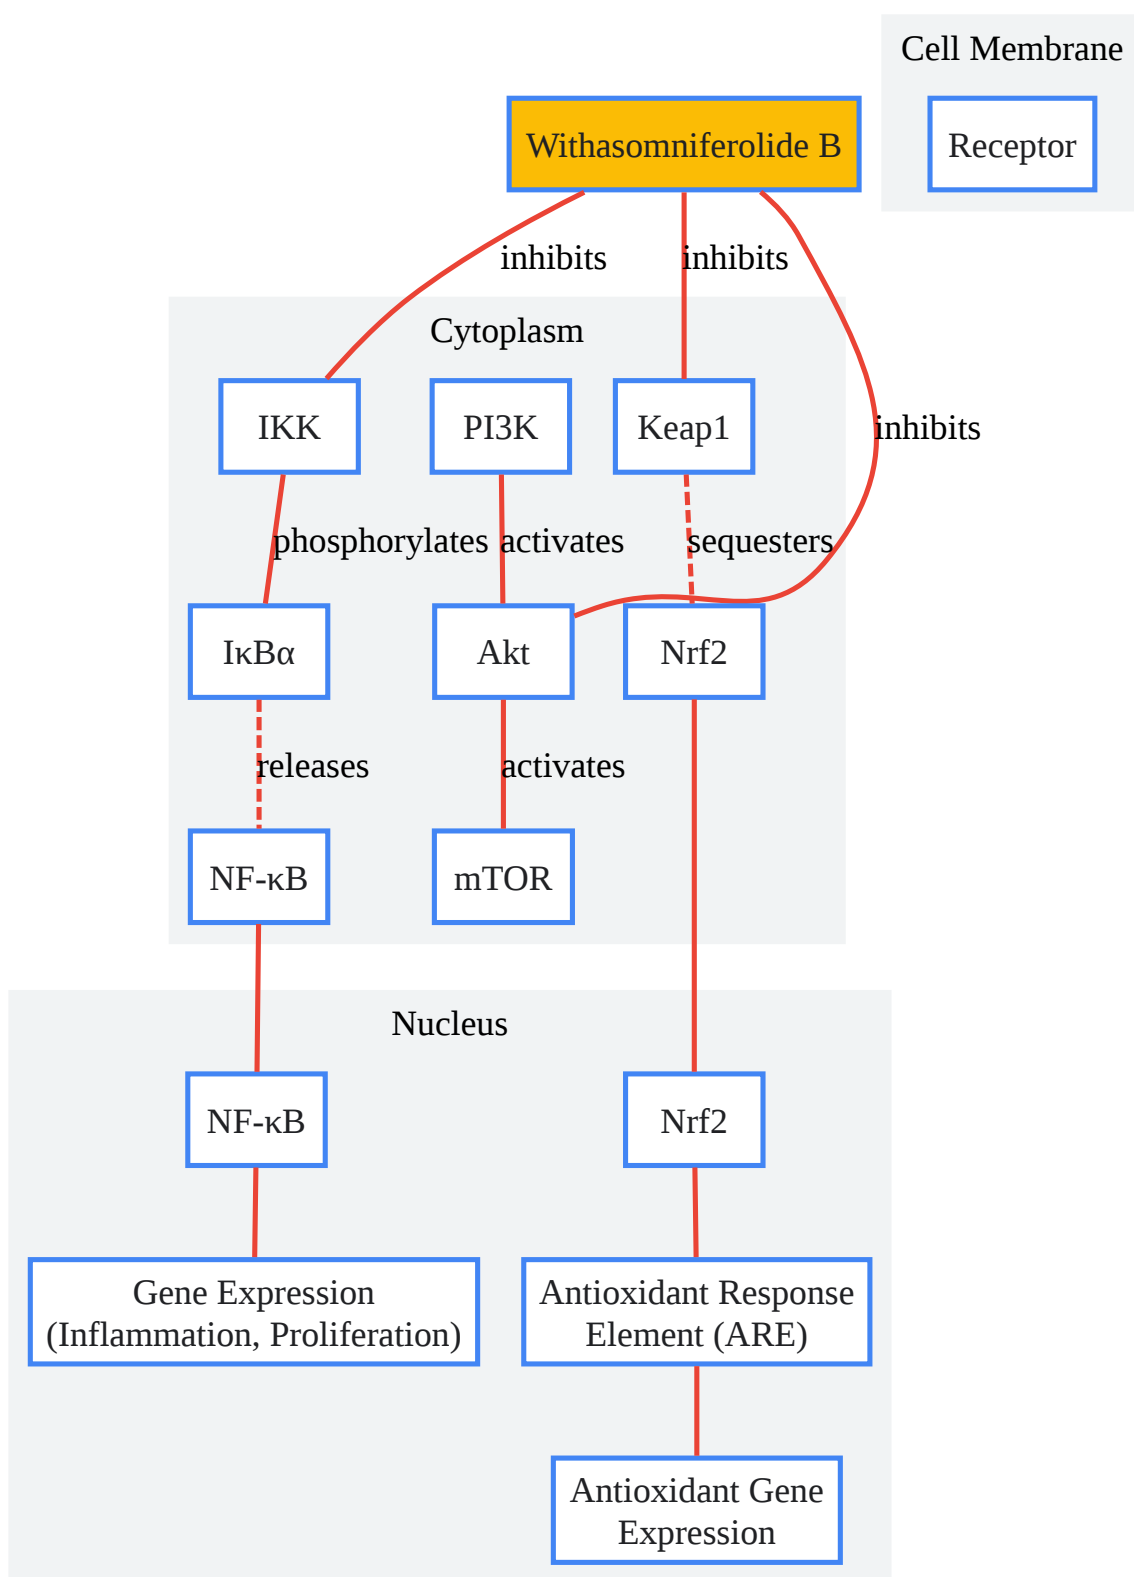 Cell Membrane
Withasomniferolide B
Receptor
inhibits
inhibits
Cytoplasm
IKK
PI3K
Keap1
inhibits
phosphorylates
activates
sequesters
IκBα
Akt
Nrf2
releases
activates
NF-κB
mTOR
Nucleus
NF-κB
Nrf2
Gene Expression
(Inflammation, Proliferation)
Antioxidant Response
Element (ARE)
Antioxidant Gene
Expression